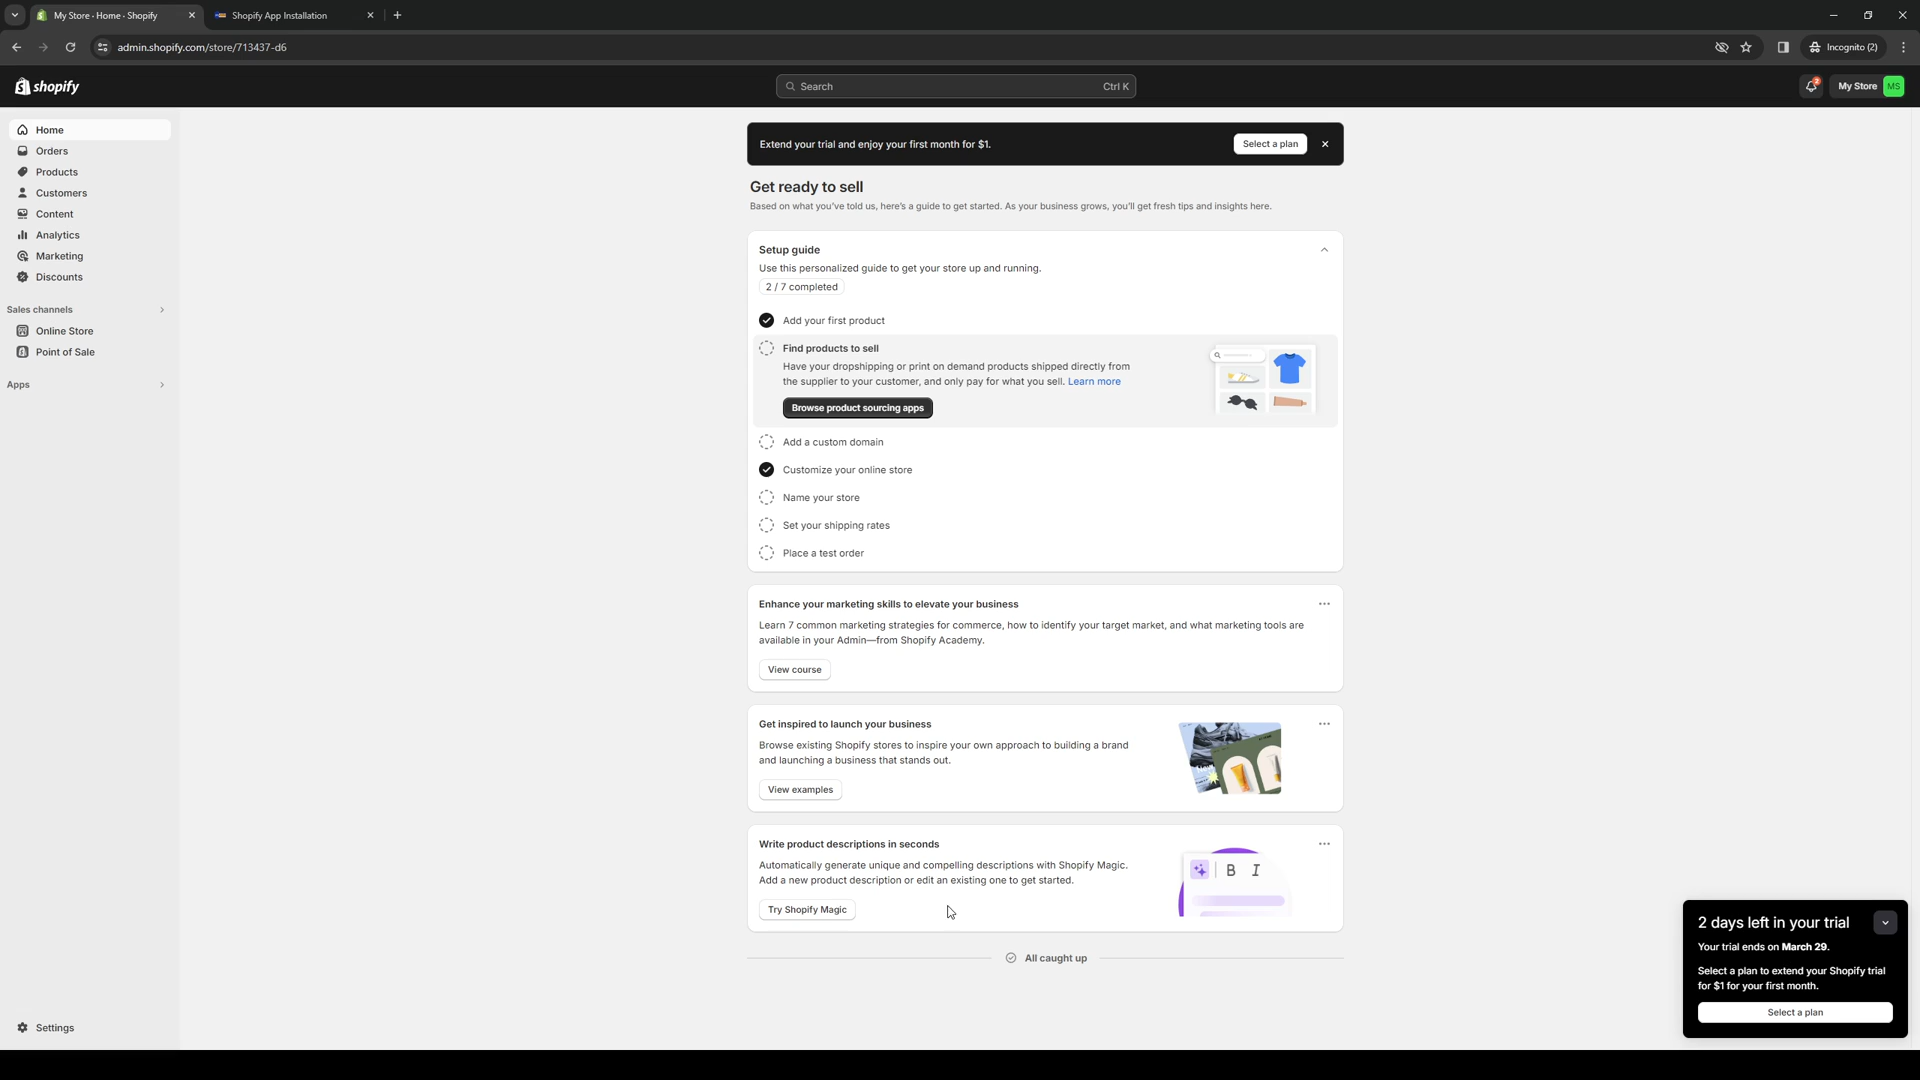 My Store · Home · Shopify
Shopify App Installation
admin.shopify.com/store/713437-d6
Incognito (2)
shopify
Search
Ctrl K
2
My Store
MS
Home
Orders
Products
Customers
Content
Analytics
Marketing
Discounts
Sales channels
Online Store
Point of Sale
Apps
Settings
Extend your trial and enjoy your first month for $1.
Select a plan
Get ready to sell
Based on what you've told us, here's a guide to get started. As your business grows, you'll get fresh tips and insights here.
Setup guide
Use this personalized guide to get your store up and running.
2 / 7 completed
Add your first product
Find products to sell
Have your dropshipping or print on demand products shipped directly from
the supplier to your customer, and only pay for what you sell. Learn more
Browse product sourcing apps
Add a custom domain
Customize your online store
Name your store
Set your shipping rates
Place a test order
Enhance your marketing skills to elevate your business
Learn 7 common marketing strategies for commerce, how to identify your target market, and what marketing tools are
available in your Admin—from Shopify Academy.
View course
Get inspired to launch your business
Browse existing Shopify stores to inspire your own approach to building a brand
and launching a business that stands out.
View examples
Write product descriptions in seconds
Automatically generate unique and compelling descriptions with Shopify Magic.
Add a new product description or edit an existing one to get started.
Try Shopify Magic
B I
All caught up
2 days left in your trial
Your trial ends on March 29.
Select a plan to extend your Shopify trial
for $1 for your first month.
Select a plan